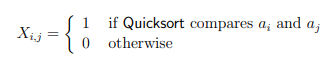 X_{i,j} = { 1 if Quicksort compares a_i and a_j
0 otherwise